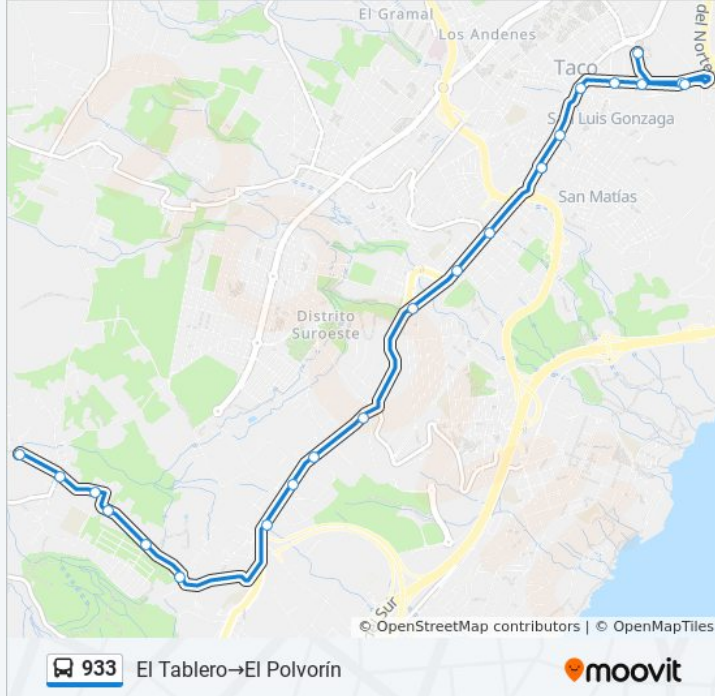 El Gramal
Los Andenes
del Norte
Taco
San Luis Gonzaga
San Matías
Distrito
Suroeste
Sur
© OpenStreetMap contributors | © OpenMapTiles
933 El Tablero→El Polvorín
moovit